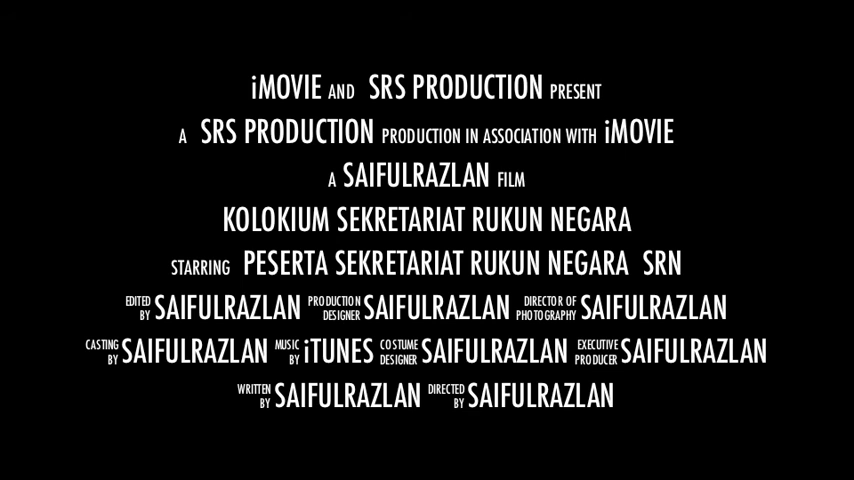 iMOVIE AND SRS PRODUCTION PRESENT
A SRS PRODUCTION PRODUCTION IN ASSOCIATION WITH iMOVIE
A SAIFULRAZLAN FILM
KOLOKIUM SEKRETARIAT RUKUN NEGARA
STARRING PESERTA SEKRETARIAT RUKUN NEGARA SRN
EDITED BY SAIFULRAZLAN PRODUCTION DESIGNER SAIFULRAZLAN DIRECTOR OF PHOTOGRAPHY SAIFULRAZLAN
CASTING BY SAIFULRAZLAN MUSIC BY iTUNES COSTUME DESIGNER SAIFULRAZLAN EXECUTIVE PRODUCER SAIFULRAZLAN
WRITTEN BY SAIFULRAZLAN DIRECTED BY SAIFULRAZLAN